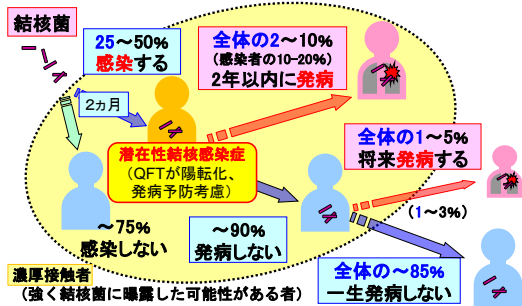 結核菌
25～50%
感染する
2ヵ月
全体の2～10%
(感染者の10-20%)
2年以内に発病
潜在性結核感染症
(QFTが陽転化、
発病予防考慮)
全体の1～5%
将来発病する
(1～3%)
～75%
感染しない
～90%
発病しない
全体の～85%
一生発病しない
濃厚接触者
(強く結核菌に曝露した可能性がある者)